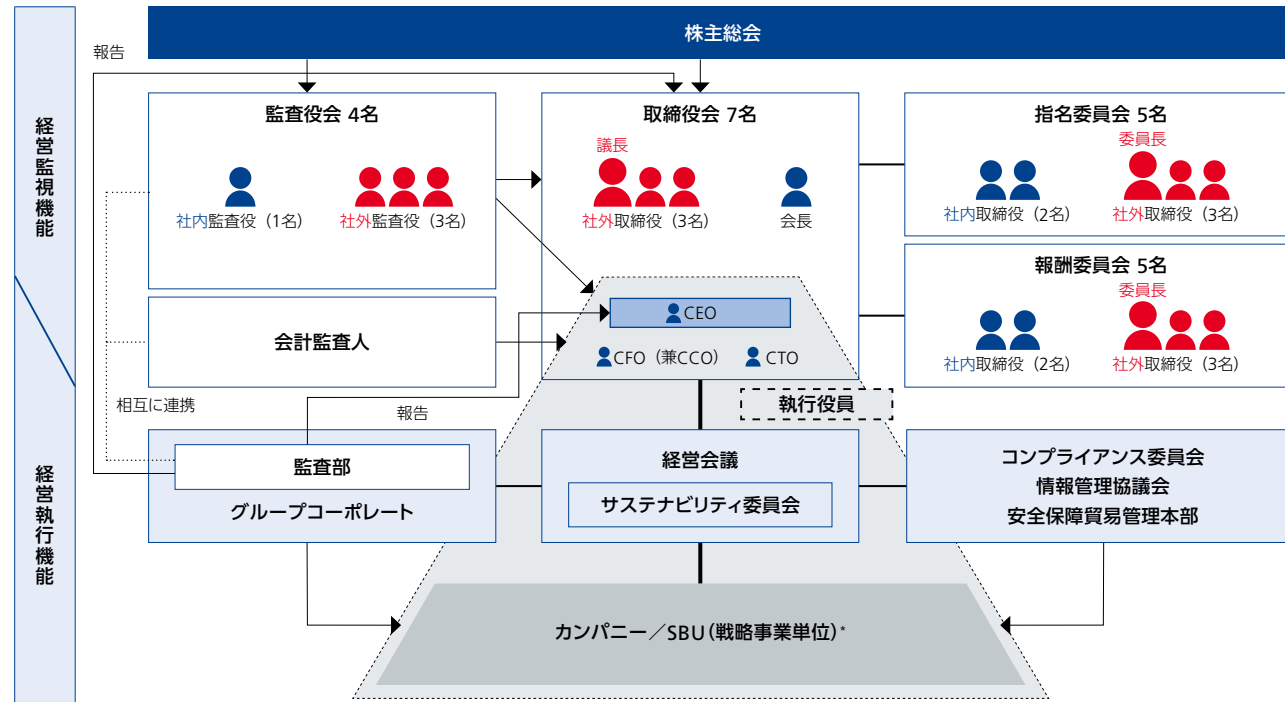 株主総会
報告
経営監視機能
監査役会 4名
社内監査役（1名）
社外監査役（3名）
取締役会 7名
議長
社外取締役（3名）
会長
指名委員会 5名
委員長
社内取締役（2名）
社外取締役（3名）
報酬委員会 5名
委員長
社内取締役（2名）
社外取締役（3名）
会計監査人
CEO
CFO（兼CCO）
CTO
執行役員
相互に連携
報告
経営執行機能
監査部
グループコーポレート
経営会議
サステナビリティ委員会
コンプライアンス委員会
情報管理協議会
安全保障貿易管理本部
カンパニー／SBU（戦略事業単位）*